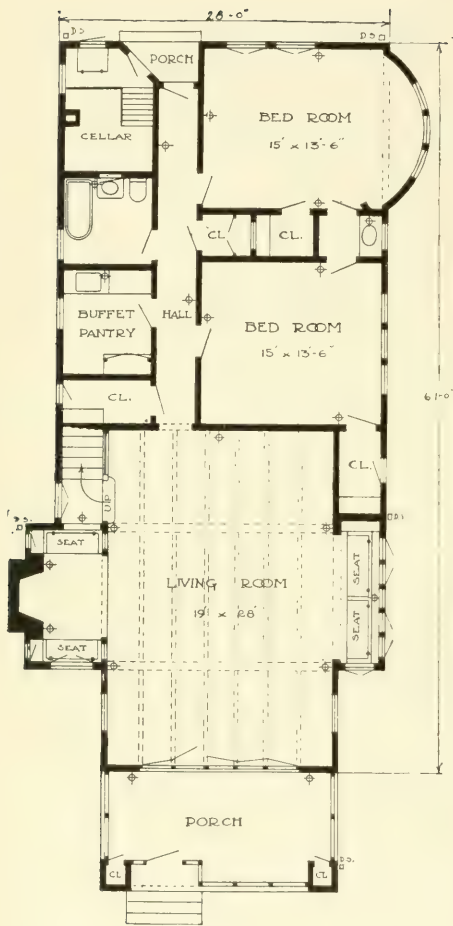 28'-0"
D.S.
D.S.
PORCH
BED ROOM
15' x 13'-6"
CELLAR
CL.
CL.
HALL
BUFFET
PANTRY
BED ROOM
15' x 13'-6"
61'-0"
CL.
CL.
UP
D.S.
SEAT
D.S.
SEAT
SEAT
LIVING ROOM
19' x 28'
SEAT
PORCH
D.S.
CL
CL